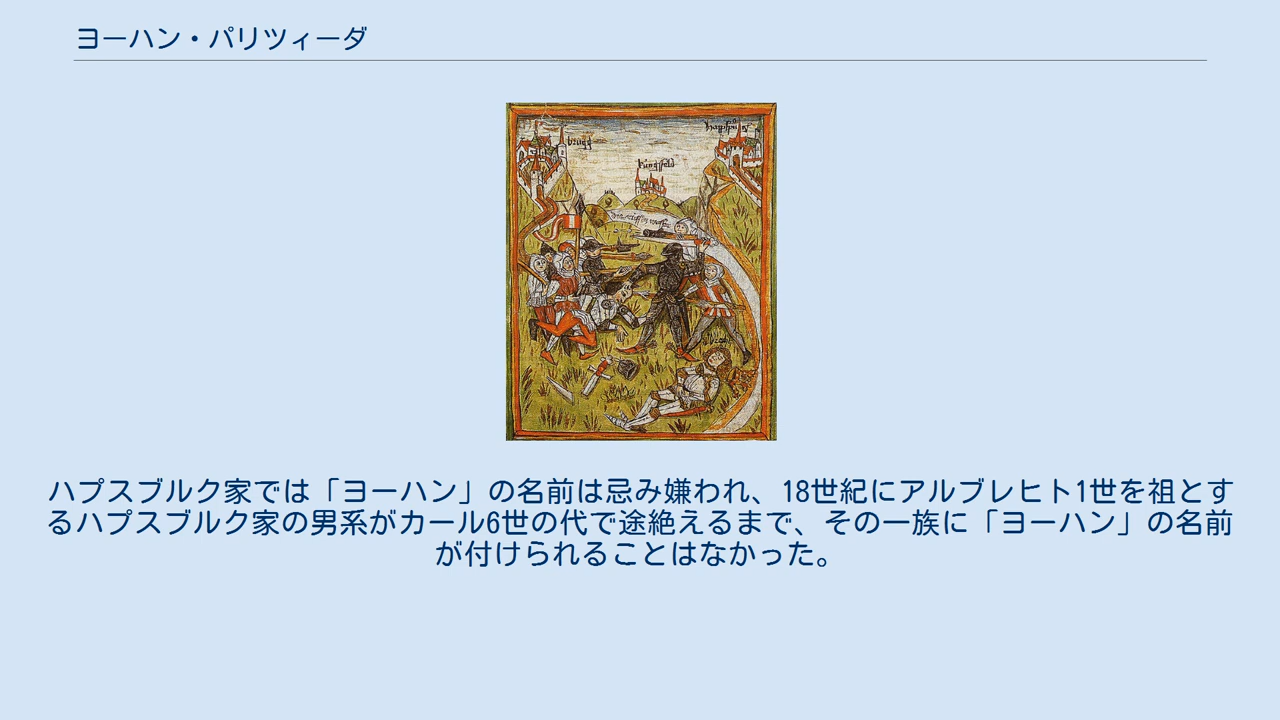 ヨーハン・パリツィーダ
brugg
küngsfeld
ハプスブルク家では「ヨーハン」の名前は忌み嫌われ、18世紀にアルブレヒト1世を祖とす
るハプスブルク家の男系がカール6世の代で途絶えるまで、その一族に「ヨーハン」の名前
が付けられることはなかった。